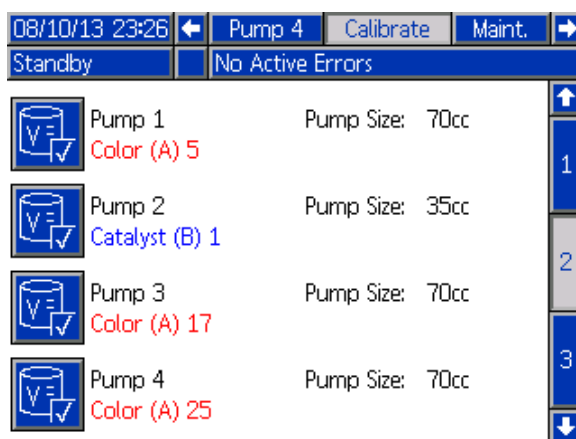 08/10/13 23:26 Pump 4 Calibrate Maint.
Standby No Active Errors
Pump 1 Pump Size: 70cc
Color (A) 5
1
Pump 2 Pump Size: 35cc
Catalyst (B) 1
2
Pump 3 Pump Size: 70cc
Color (A) 17
3
Pump 4 Pump Size: 70cc
Color (A) 25